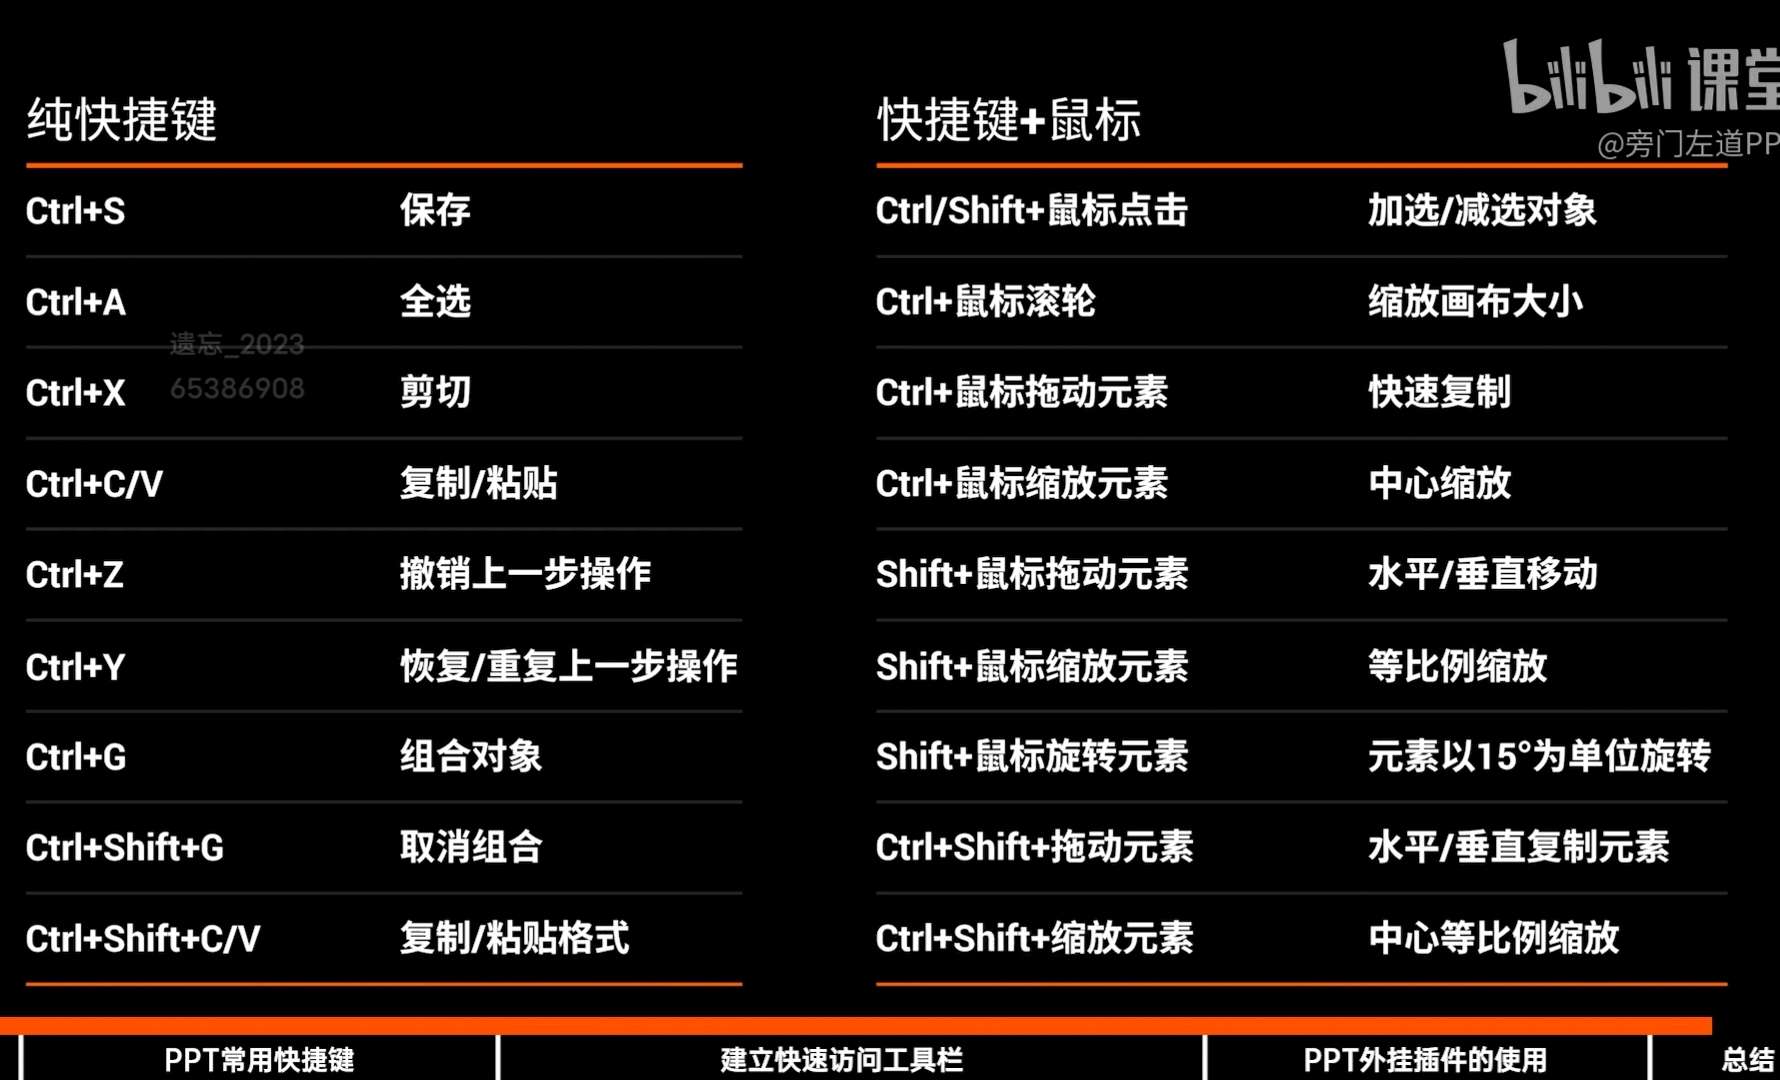 bilibili 课堂
@旁门左道PP
纯快捷键
Ctrl+S 保存
Ctrl+A 全选
遗忘_2023
65386908
Ctrl+X 剪切
Ctrl+C/V 复制/粘贴
Ctrl+Z 撤销上一步操作
Ctrl+Y 恢复/重复上一步操作
Ctrl+G 组合对象
Ctrl+Shift+G 取消组合
Ctrl+Shift+C/V 复制/粘贴格式
快捷键+鼠标
Ctrl/Shift+鼠标点击 加选/减选对象
Ctrl+鼠标滚轮 缩放画布大小
Ctrl+鼠标拖动元素 快速复制
Ctrl+鼠标缩放元素 中心缩放
Shift+鼠标拖动元素 水平/垂直移动
Shift+鼠标缩放元素 等比例缩放
Shift+鼠标旋转元素 元素以15°为单位旋转
Ctrl+Shift+拖动元素 水平/垂直复制元素
Ctrl+Shift+缩放元素 中心等比例缩放
PPT常用快捷键 建立快速访问工具栏 PPT外挂插件的使用 总结